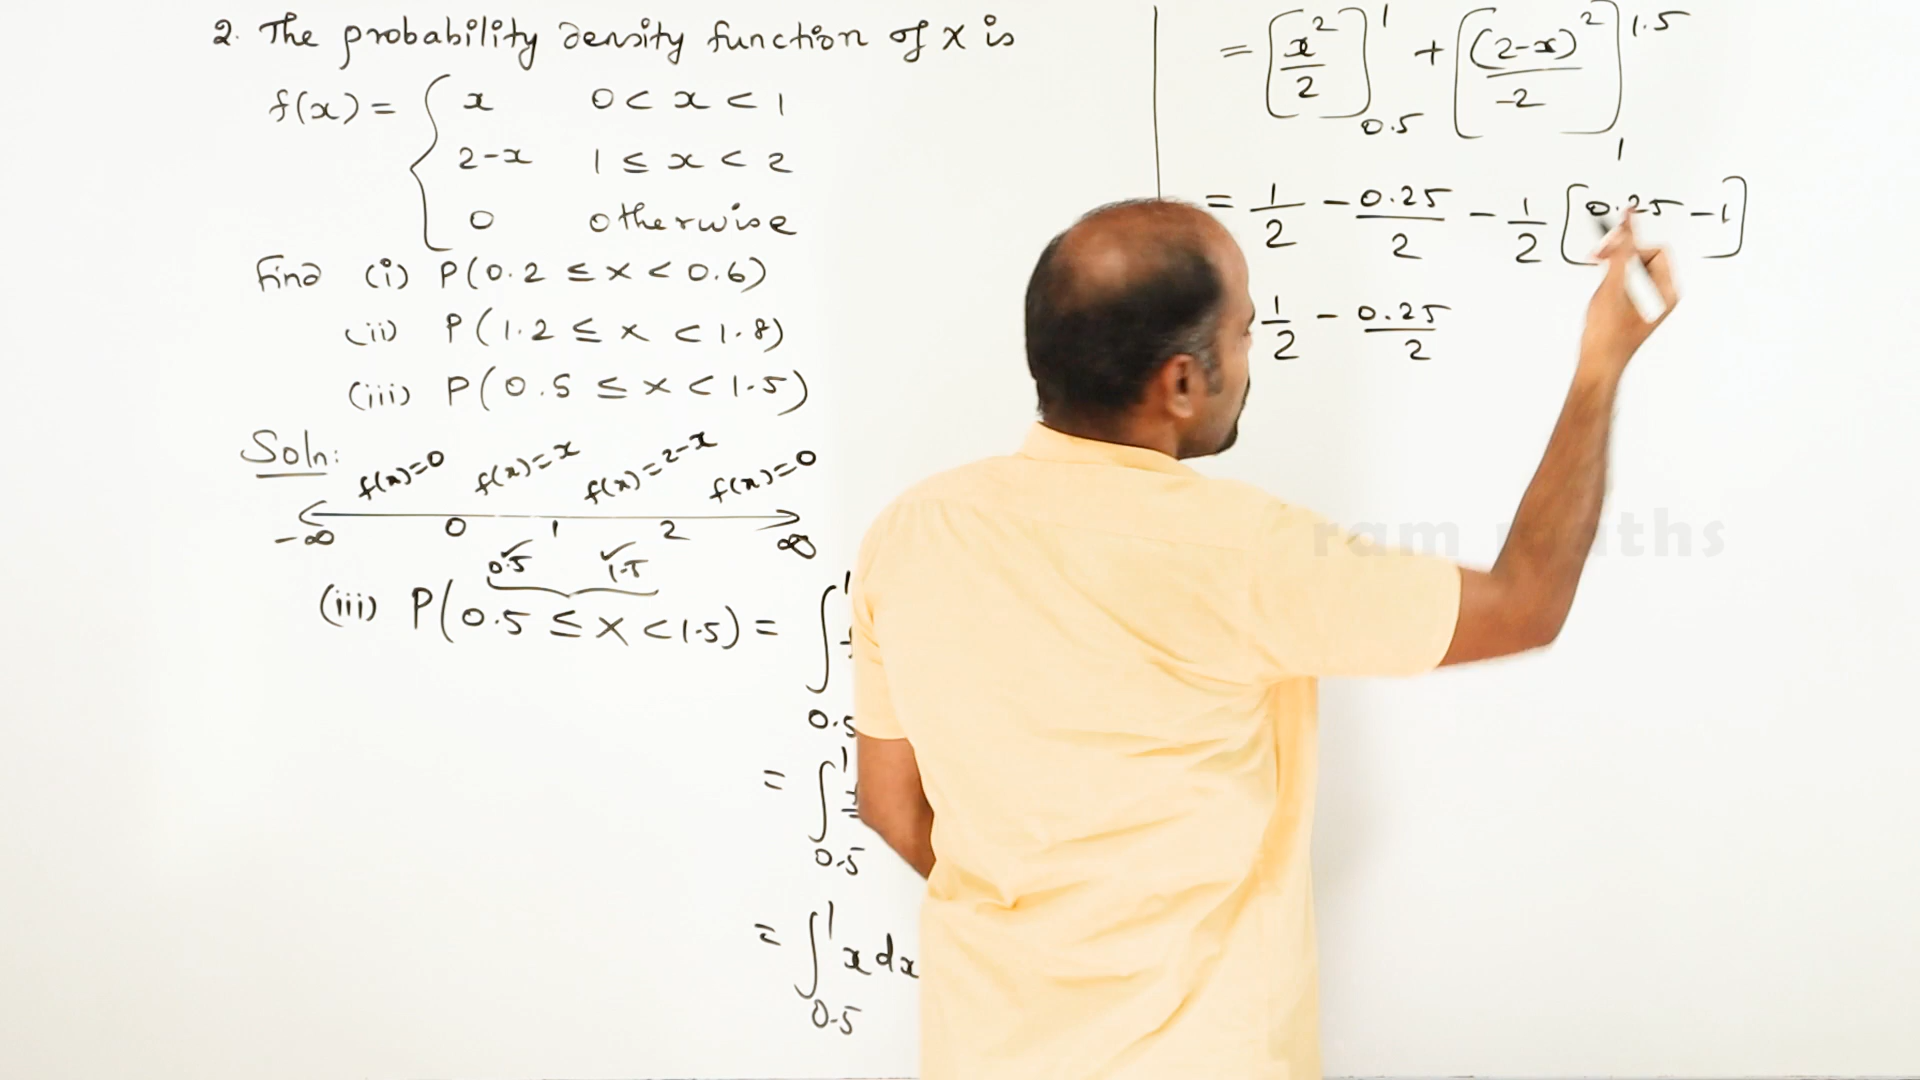 2. The probability density function of x is
f(x) = { x 0 < x < 1
2-x 1 ≤ x < 2
0 otherwise
Find (i) P(0.2 ≤ x < 0.6)
(ii) P(1.2 ≤ x < 1.8)
(iii) P(0.5 ≤ x < 1.5)
Soln:
f(x)=0 f(x)=x f(x)=2-x f(x)=0
-∞ 0 1 2 ∞
0.5 1.5
(iii) P(0.5 ≤ X < 1.5) = ∫ 1 0.5
= ∫ 1 0.5
= ∫ 1 0.5 x dx
= [x²/2] 1 0.5 + [(2-x)²/-2] 1.5 1
= 1/2 - 0.25/2 - 1/2 [0.25 - 1]
1/2 - 0.25/2
ram maths